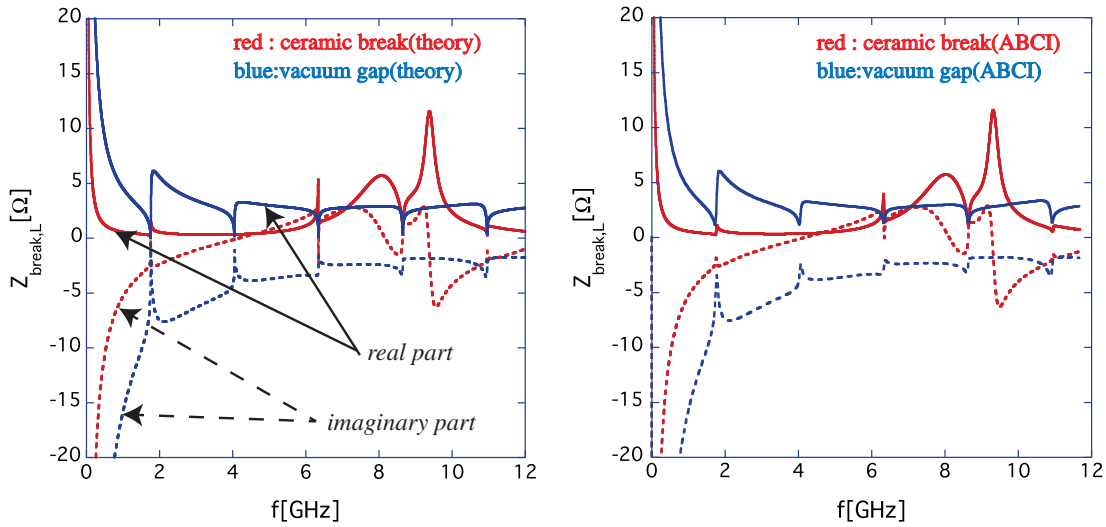 20
15
10
5
0
-5
-10
-15
-20
Z_break,L[Ω]
red : ceramic break(theory)
blue:vacuum gap(theory)
real part
imaginary part
0 2 4 6 8 10 12
f[GHz]
20
15
10
5
0
-5
-10
-15
-20
Z_break,L[Ω]
red : ceramic break(ABCI)
blue:vacuum gap(ABCI)
0 2 4 6 8 10 12
f[GHz]